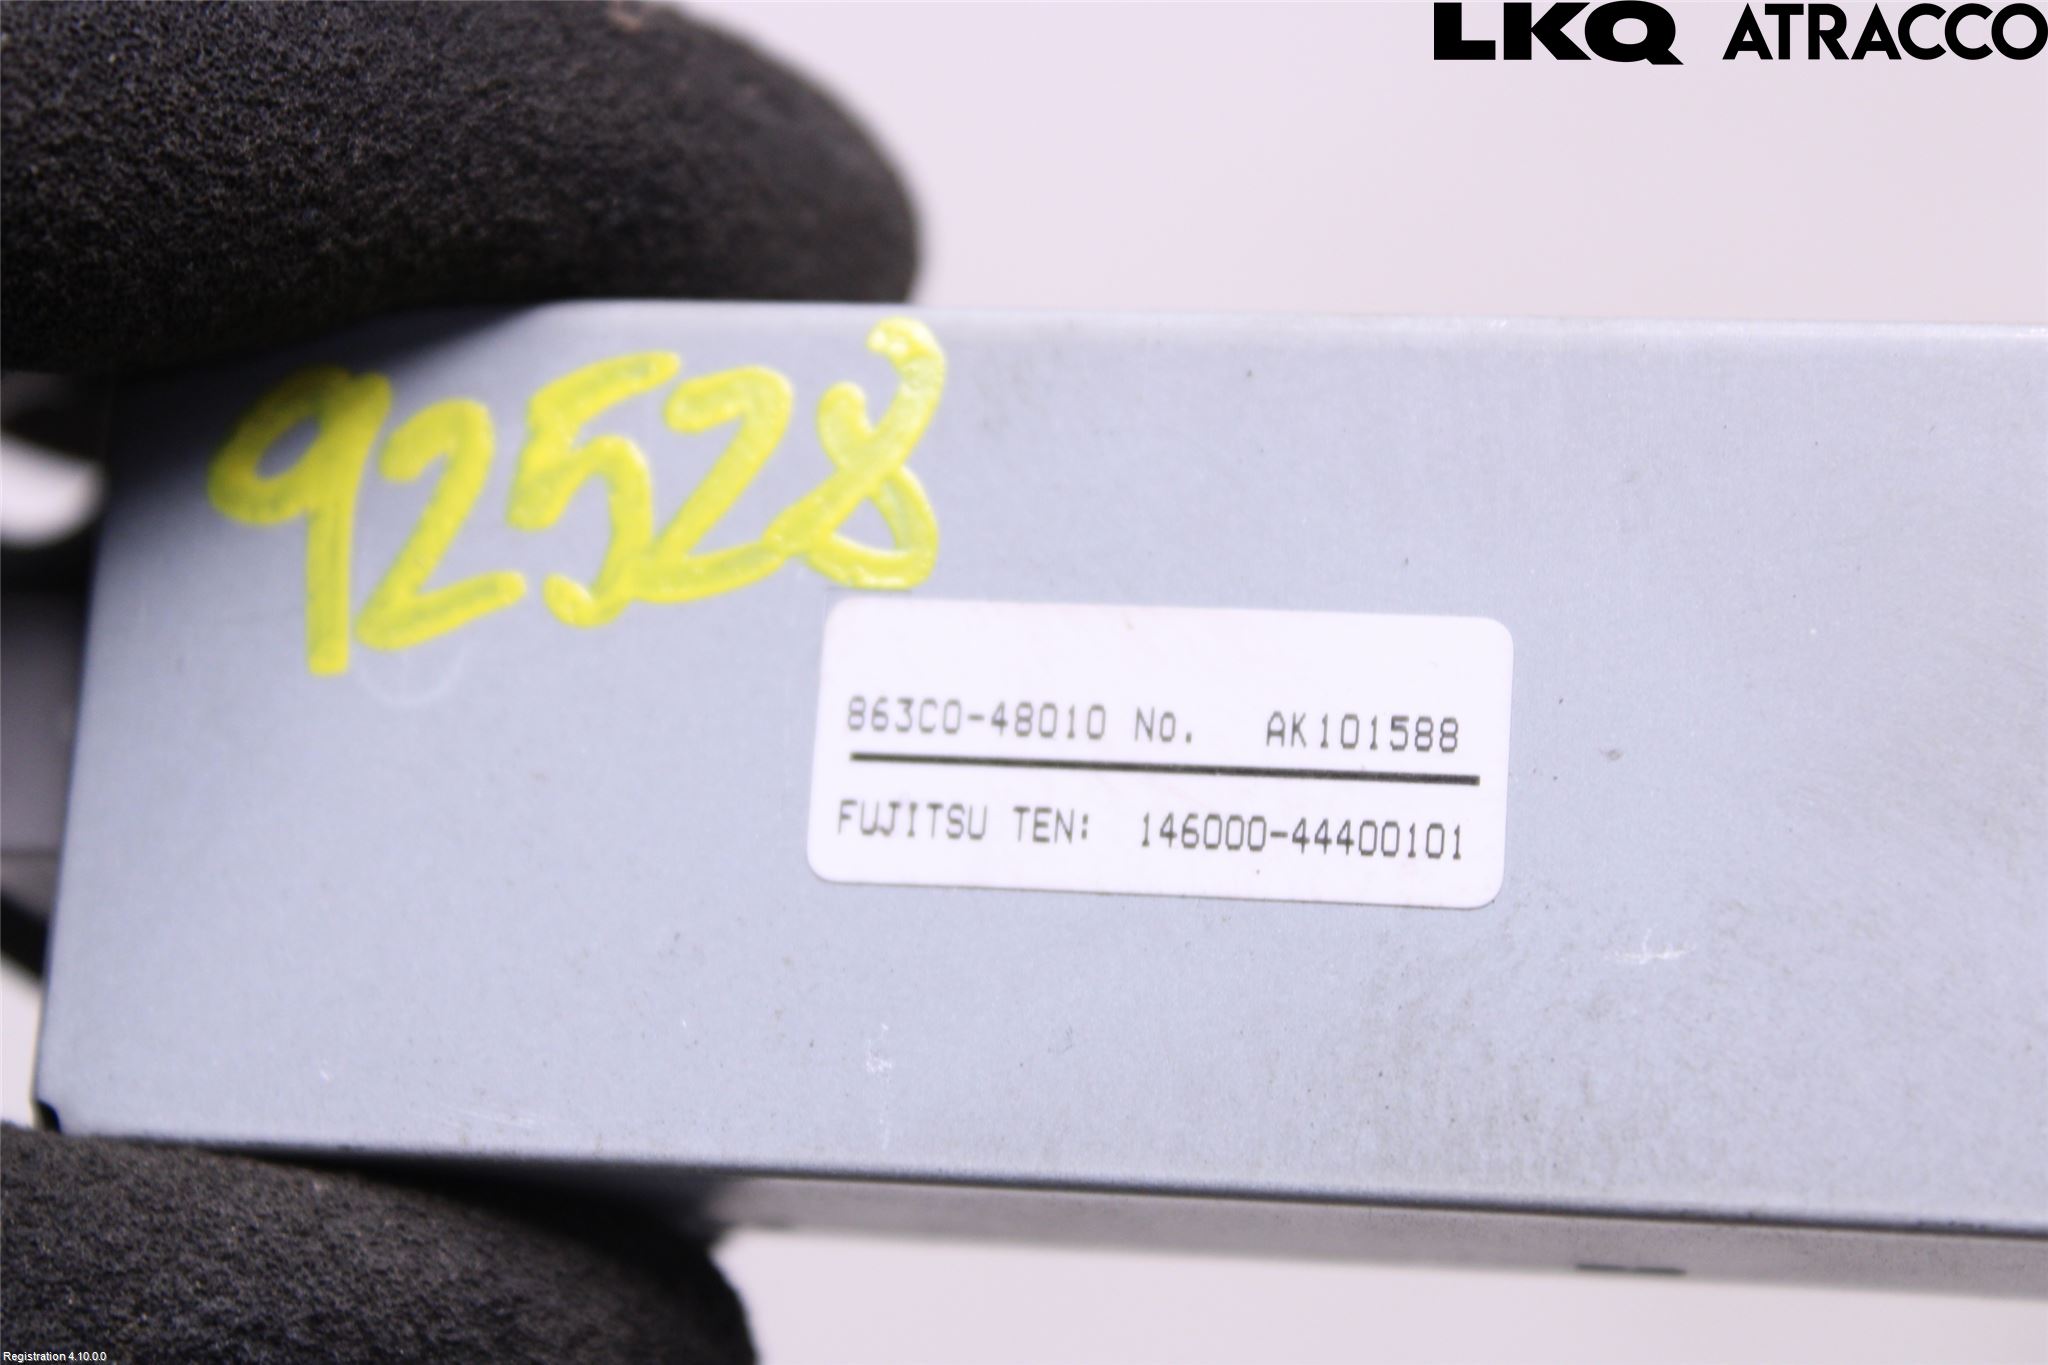 LKQ ATRACCO
92528
863C0-48010 No. AK101588
FUJITSU TEN: 146000-44400101
Registration 4.10.0.0